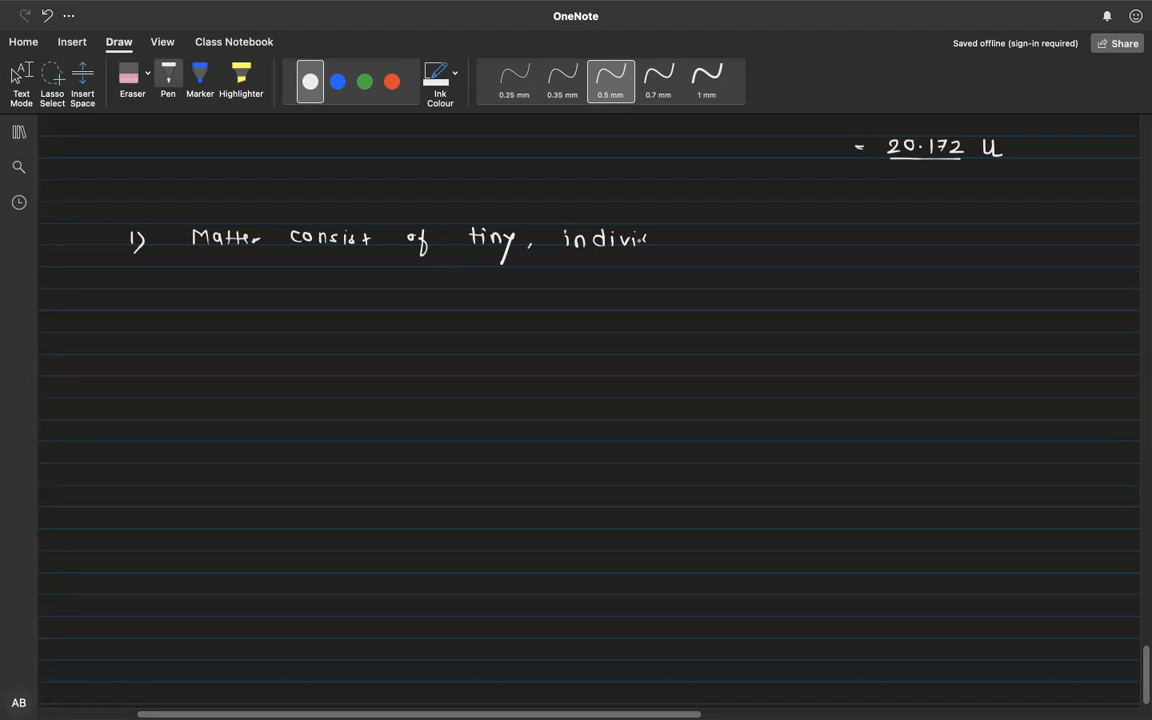 OneNote
Home Insert Draw View Class Notebook
Saved offline (sign-in required) Share
Text Mode
Lasso Select
Insert Space
Eraser
Pen
Marker
Highlighter
Ink Colour
0.25 mm 0.35 mm 0.5 mm 0.7 mm 1 mm
= 20.172 u
1) Matter consist of tiny,
AB